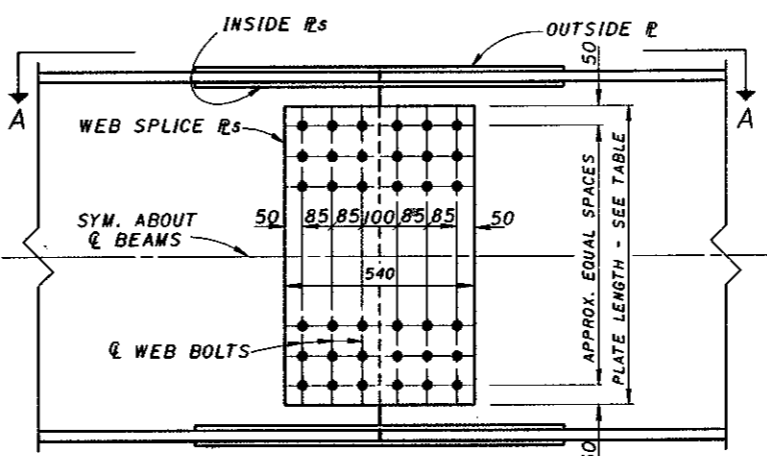 INSIDE ℞s
OUTSIDE ℞
50
A
A
WEB SPLICE ℞s
SYM. ABOUT
℄ BEAMS
50 85 85 100 85 85 50
540
℄ WEB BOLTS
APPROX. EQUAL SPACES
PLATE LENGTH - SEE TABLE